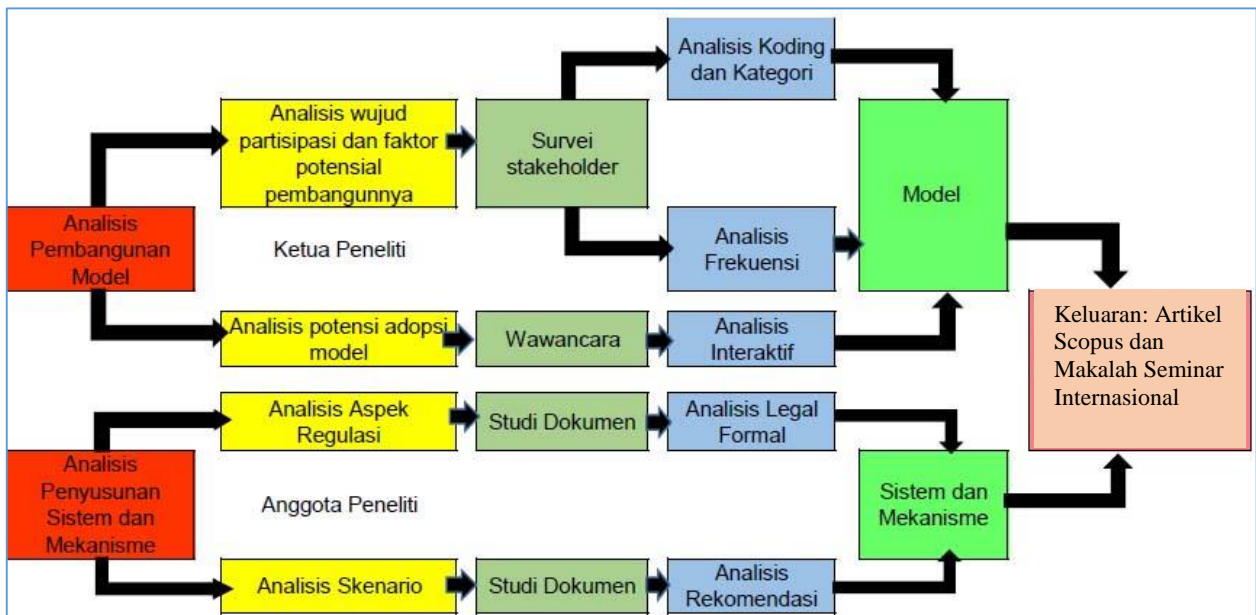 Analisis Koding
dan Kategori
Analisis wujud
partisipasi dan faktor
potensial
pembangunnya
Survei
stakeholder
Model
Analisis
Pembangunan
Model
Ketua Peneliti
Analisis
Frekuensi
Analisis potensi adopsi
model
Wawancara
Analisis
Interaktif
Keluaran: Artikel
Scopus dan
Makalah Seminar
Internasional
Analisis Aspek
Regulasi
Studi Dokumen
Analisis Legal
Formal
Analisis
Penyusunan
Sistem dan
Mekanisme
Anggota Peneliti
Sistem dan
Mekanisme
Analisis Skenario
Studi Dokumen
Analisis
Rekomendasi